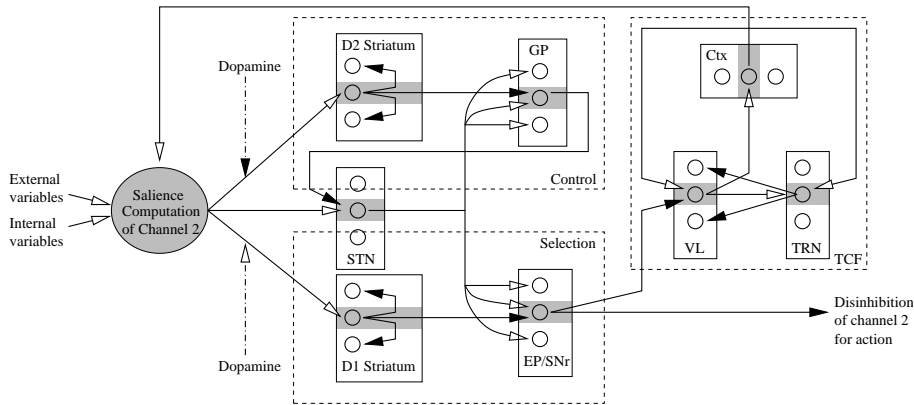 D2 Striatum
GP
Ctx
Dopamine
Control
External
variables
Internal
variables
Salience
Computation
of Channel 2
STN
Selection
VL
TRN
TCF
Dopamine
D1 Striatum
EP/SNr
Disinhibition
of channel 2
for action